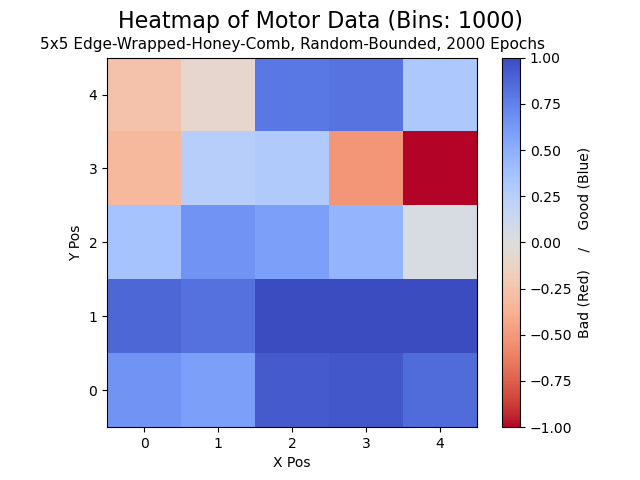 Heatmap of Motor Data (Bins: 1000)
5x5 Edge-Wrapped-Honey-Comb, Random-Bounded, 2000 Epochs
4
3
2
1
0
Y Pos
0 1 2 3 4
X Pos
1.00
0.75
0.50
0.25
0.00
−0.25
−0.50
−0.75
−1.00
Bad (Red) / Good (Blue)